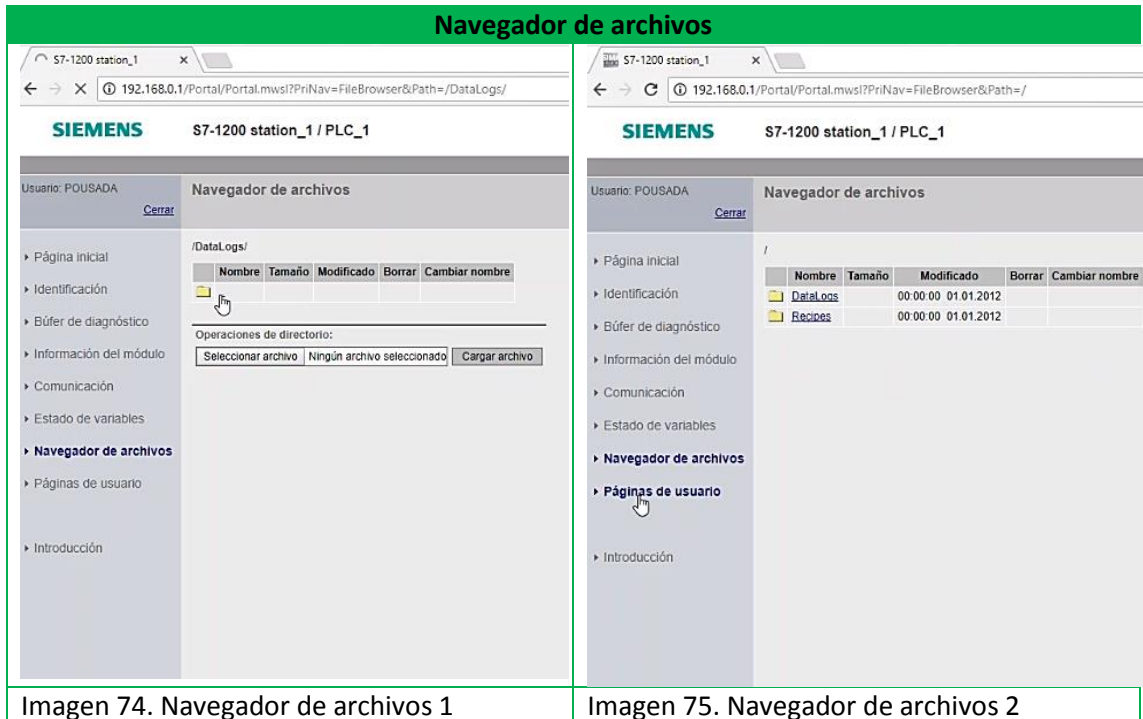 Navegador de archivos
S7-1200 station_1
192.168.0.1/Portal/Portal.mwsl?PriNav=FileBrowser&Path=/DataLogs/
SIEMENS
S7-1200 station_1 / PLC_1
Usuario: POUSADA
Cerrar
Navegador de archivos
Página inicial
Identificación
Búfer de diagnóstico
Información del módulo
Comunicación
Estado de variables
Navegador de archivos
Páginas de usuario
Introducción
/DataLogs/
Nombre Tamaño Modificado Borrar Cambiar nombre
Operaciones de directorio:
Seleccionar archivo Ningún archivo seleccionado Cargar archivo
Imagen 74. Navegador de archivos 1
S7-1200 station_1
192.168.0.1/Portal/Portal.mwsl?PriNav=FileBrowser&Path=/
SIEMENS
S7-1200 station_1 / PLC_1
Usuario: POUSADA
Cerrar
Navegador de archivos
Página inicial
Identificación
Búfer de diagnóstico
Información del módulo
Comunicación
Estado de variables
Navegador de archivos
Páginas de usuario
Introducción
/
Nombre Tamaño Modificado Borrar Cambiar nombre
DataLogs 00:00:00 01.01.2012
Recipes 00:00:00 01.01.2012
Imagen 75. Navegador de archivos 2